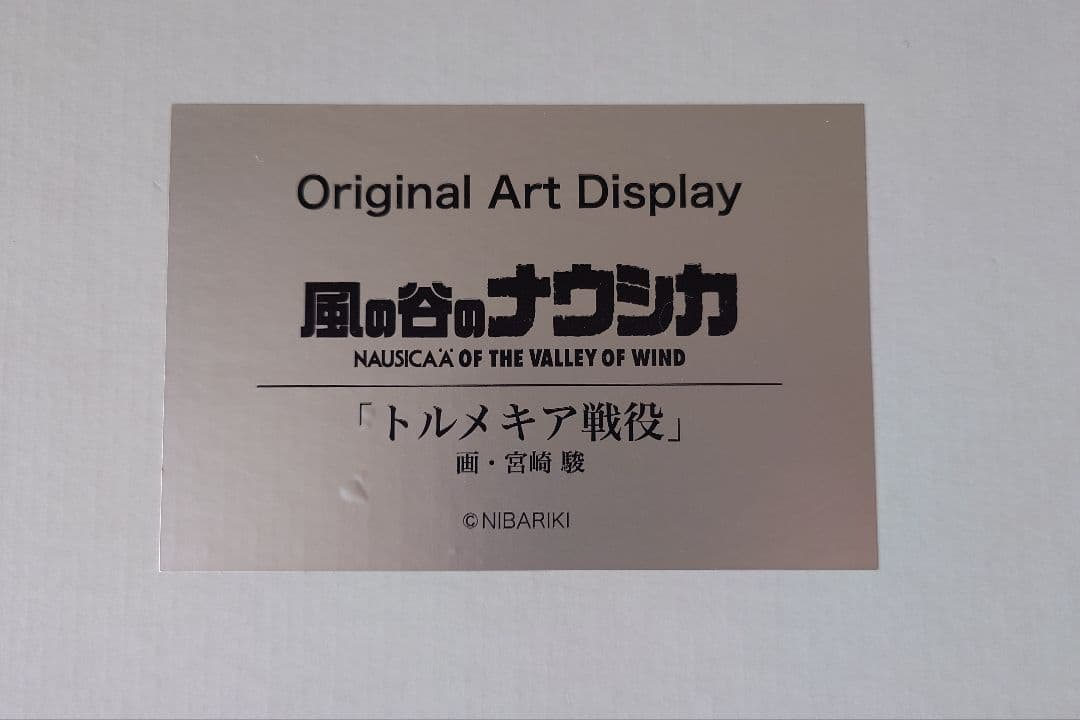 Original Art Display
風の谷のナウシカ
NAUSICAÄ OF THE VALLEY OF WIND
「トルメキア戦役」
画・宮崎 駿
©NIBARIKI